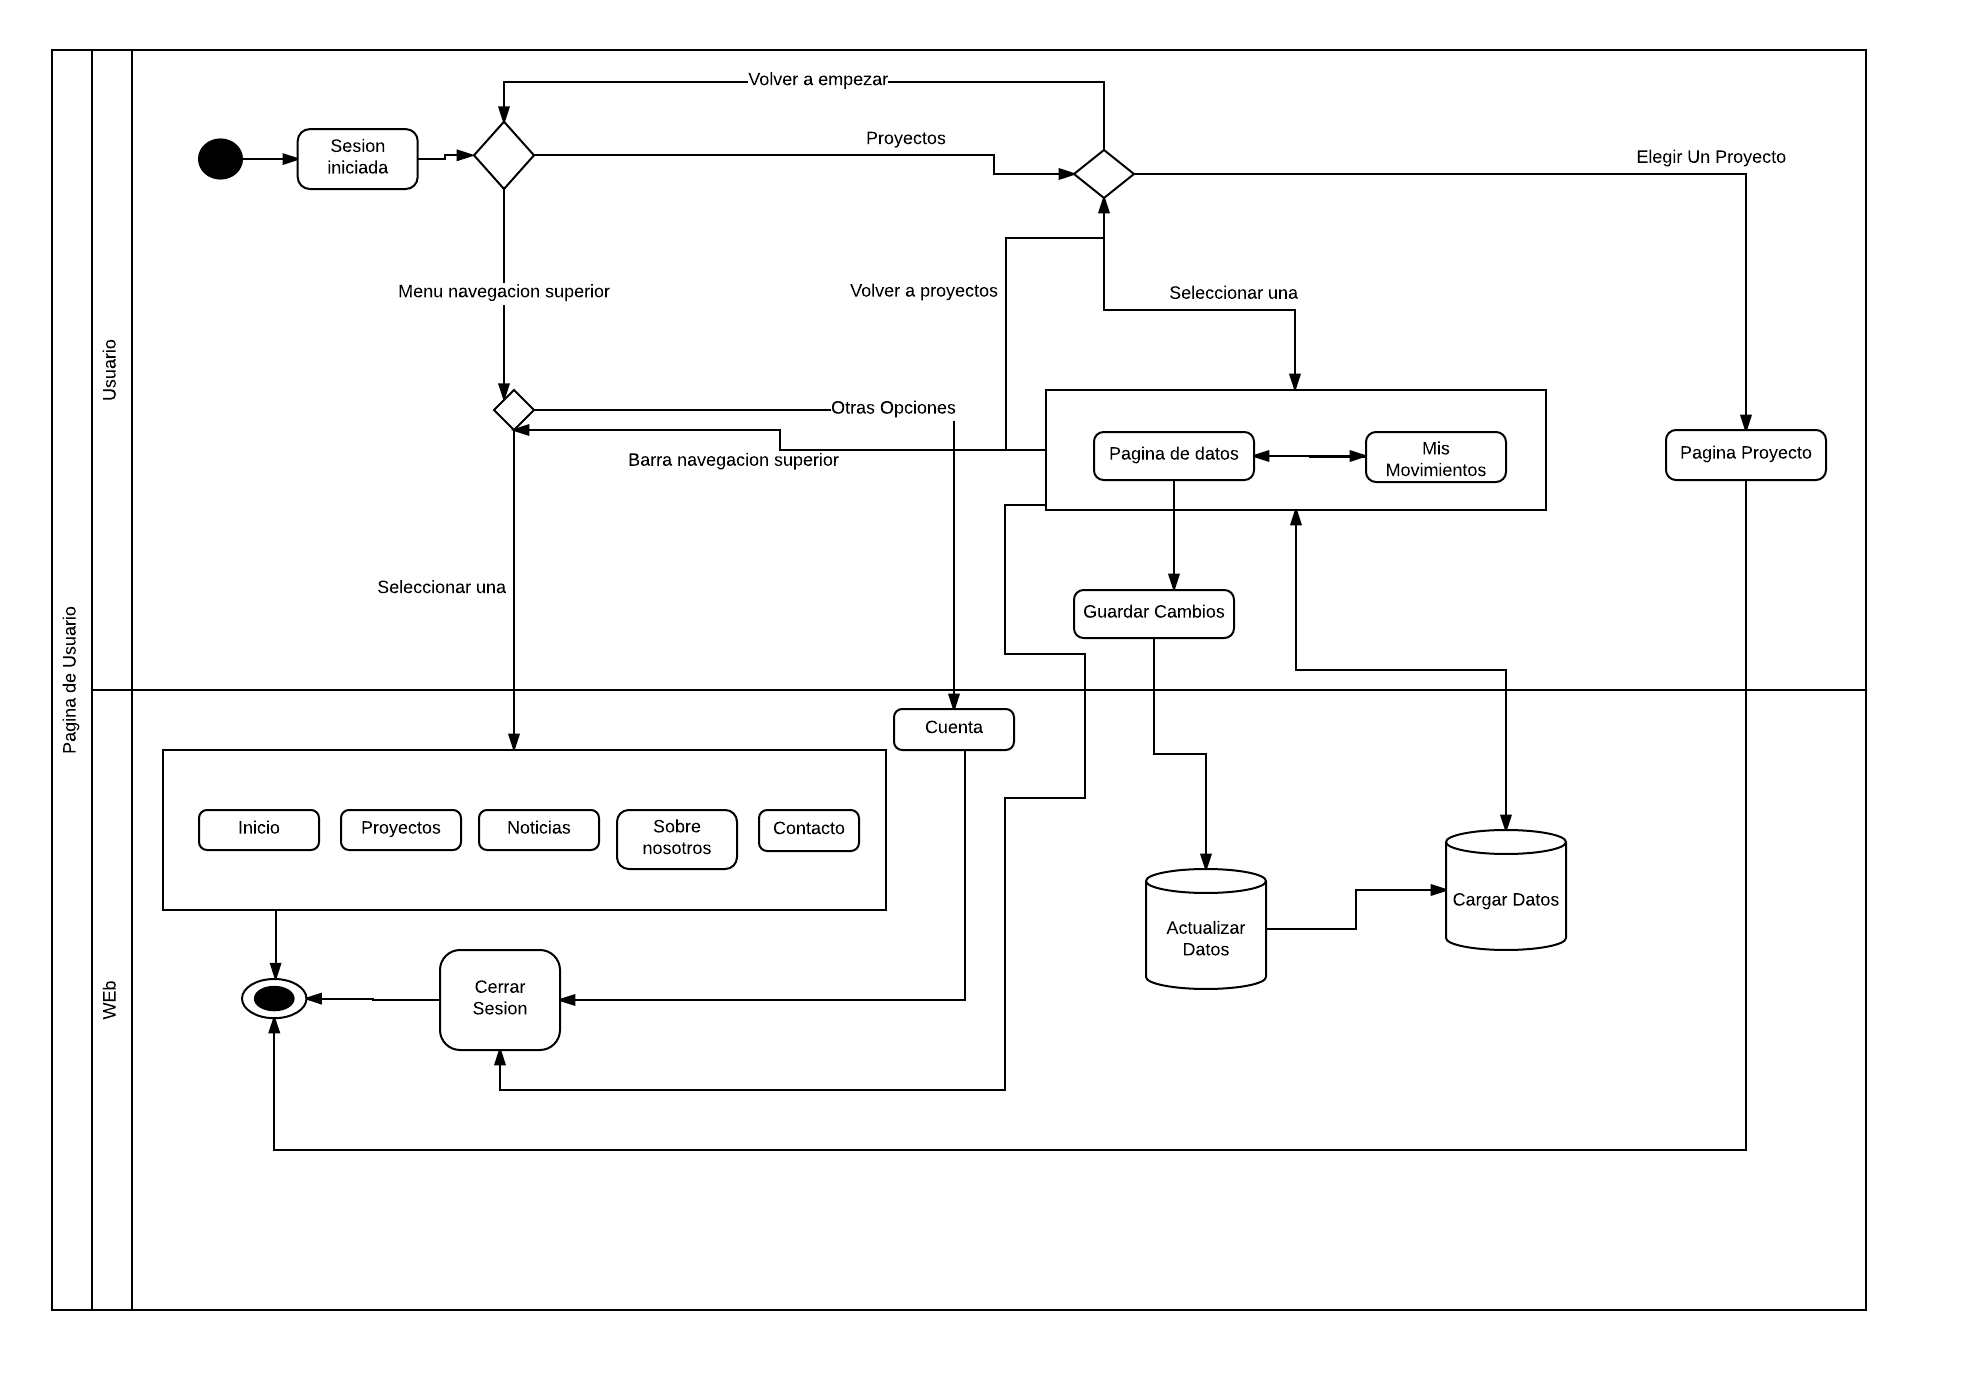 Volver a empezar
Proyectos
Sesion
iniciada
Elegir Un Proyecto
Menu navegacion superior
Volver a proyectos
Seleccionar una
Usuario
Otras Opciones
Barra navegacion superior
Pagina de datos
Mis
Movimientos
Pagina Proyecto
Seleccionar una
Guardar Cambios
Pagina de Usuario
Cuenta
Inicio
Proyectos
Noticias
Sobre
nosotros
Contacto
Cargar Datos
Actualizar
Datos
WEb
Cerrar
Sesion